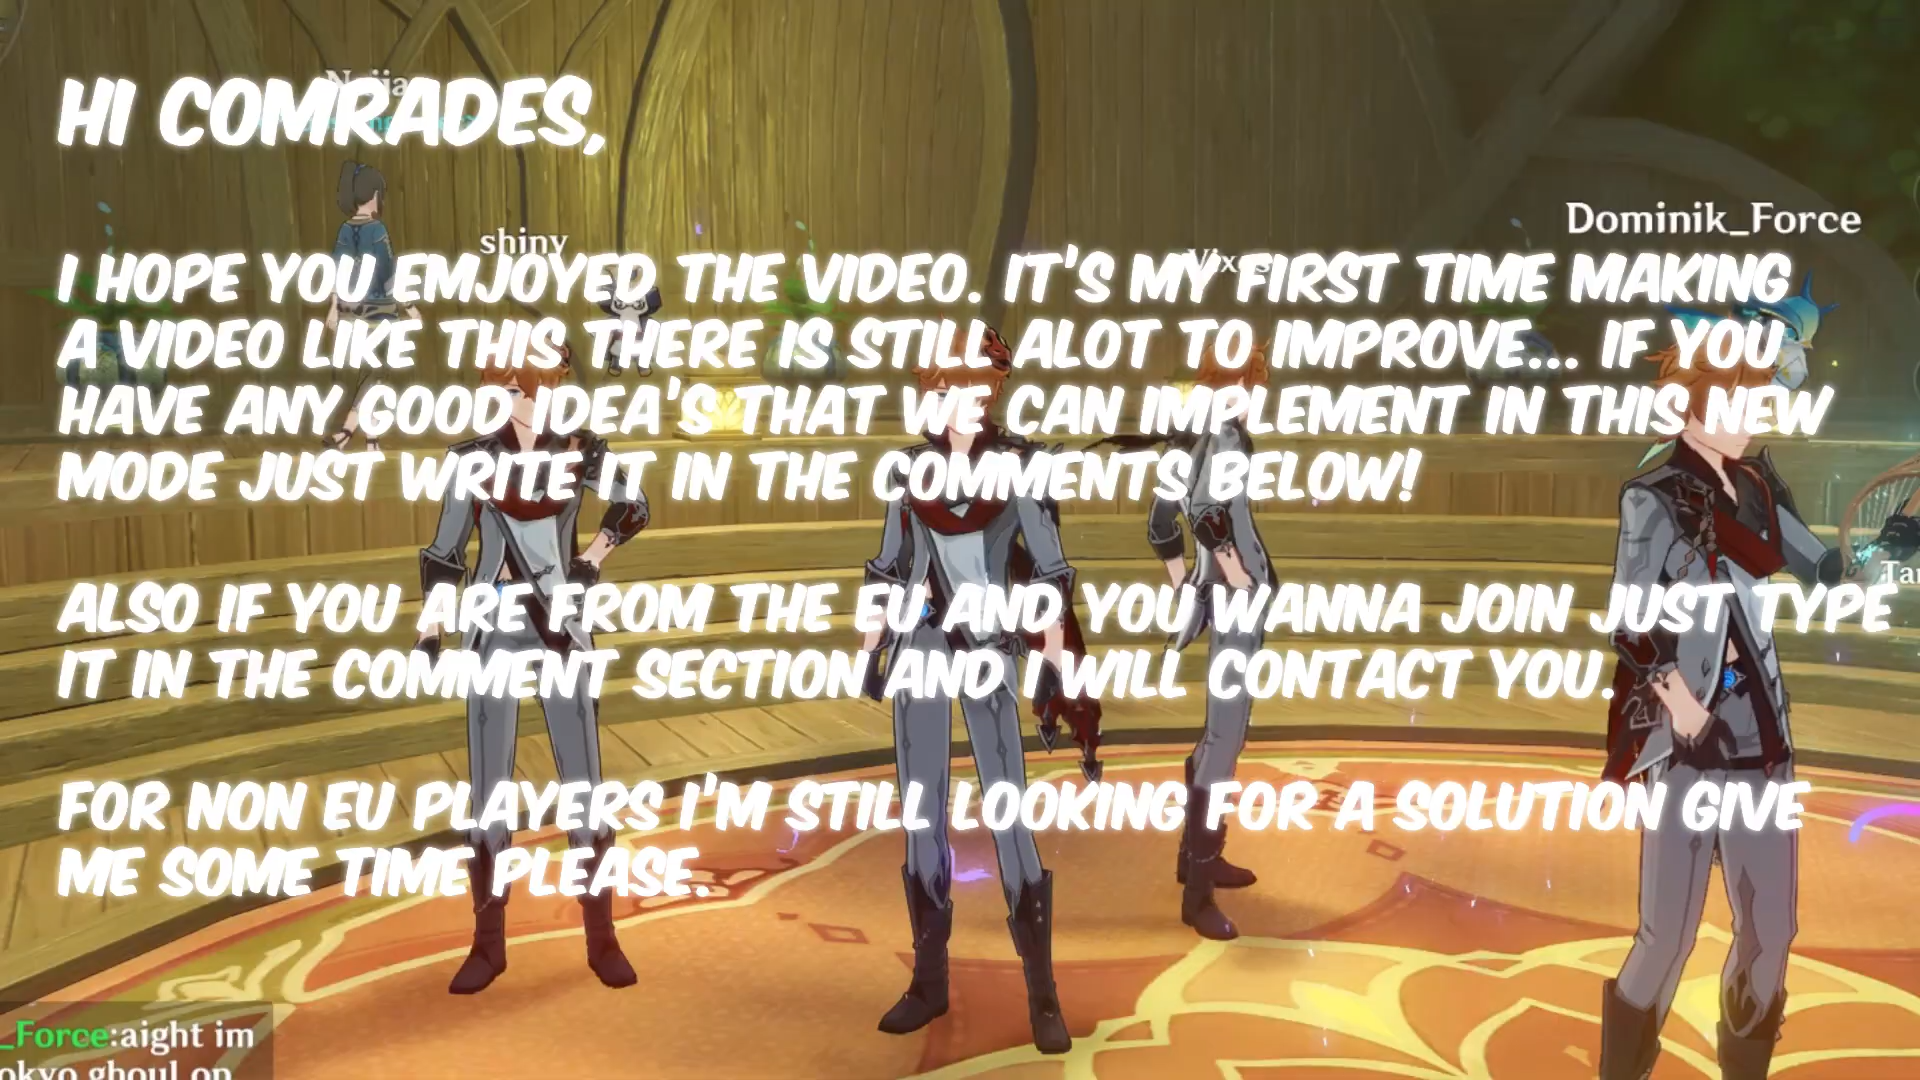 HI COMRADES,
shiny
Dominik_Force
I HOPE YOU EMJOYED THE VIDEO. IT'S MY FIRST TIME MAKING
A VIDEO LIKE THIS THERE IS STILL ALOT TO IMPROVE... IF YOU
HAVE ANY GOOD IDEA'S THAT WE CAN IMPLEMENT IN THIS NEW
MODE JUST WRITE IT IN THE COMMENTS BELOW!
ALSO IF YOU ARE FROM THE EU AND YOU WANNA JOIN JUST TYPE
IT IN THE COMMENT SECTION AND I WILL CONTACT YOU.
FOR NON EU PLAYERS I'M STILL LOOKING FOR A SOLUTION GIVE
ME SOME TIME PLEASE.
_Force:aight im
okyo ghoul op